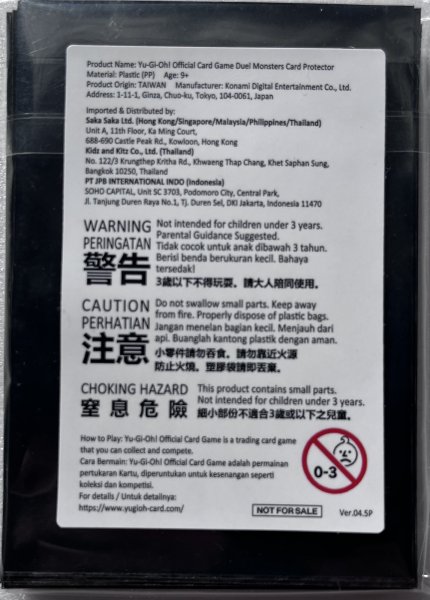 Product Name: Yu-Gi-Oh! Official Card Game Duel Monsters Card Protector
Material: Plastic (PP) Age: 9+
Product Origin: TAIWAN Manufacturer: Konami Digital Entertainment Co., Ltd.
Address: 1-11-1, Ginza, Chuo-ku, Tokyo, 104-0061, Japan
Imported & Distributed by:
Saka Saka Ltd. (Hong Kong/Singapore/Malaysia/Philippines/Thailand)
Unit A, 11th Floor, Ka Ming Court,
688-690 Castle Peak Rd., Kowloon, Hong Kong
Kidz and Kitz Co., Ltd. (Thailand)
No. 122/3 Krungthep Kritha Rd., Khwaeng Thap Chang, Khet Saphan Sung,
Bangkok 10250, Thailand
PT JPB INTERNATIONAL INDO (Indonesia)
SOHO CAPITAL, Unit SC 3703, Podomoro City, Central Park,
Jl. Tanjung Duren Raya No.1, Tj. Duren Sel, DKI Jakarta, Indonesia 11470
WARNING
PERINGATAN
警告
Not intended for children under 3 years.
Parental Guidance Suggested.
Tidak cocok untuk anak dibawah 3 tahun.
Berisi benda berukuran kecil. Bahaya
tersedak!
3歲以下不得玩耍。請大人陪同使用。
CAUTION
PERHATIAN
注意
Do not swallow small parts. Keep away
from fire. Properly dispose of plastic bags.
Jangan menelan bagian kecil. Menjauh dari
api. Buanglah kantong plastik dengan aman.
小零件請勿吞食。請勿靠近火源
防止火燒。塑膠袋請即丟棄。
CHOKING HAZARD
窒息危險
This product contains small parts.
Not intended for children under 3 years.
細小部份不適合3歲或以下之兒童。
How to Play: Yu-Gi-Oh! Official Card Game is a trading card game
that you can collect and compete.
Cara Bermain: Yu-Gi-Oh! Official Card Game adalah permainan
pertukaran Kartu, diperuntukan untuk kesenangan seperti
koleksi dan kompetisi.
For details / Untuk detailnya:
https://www.yugioh-card.com/
0-3
NOT FOR SALE
Ver.04.5P